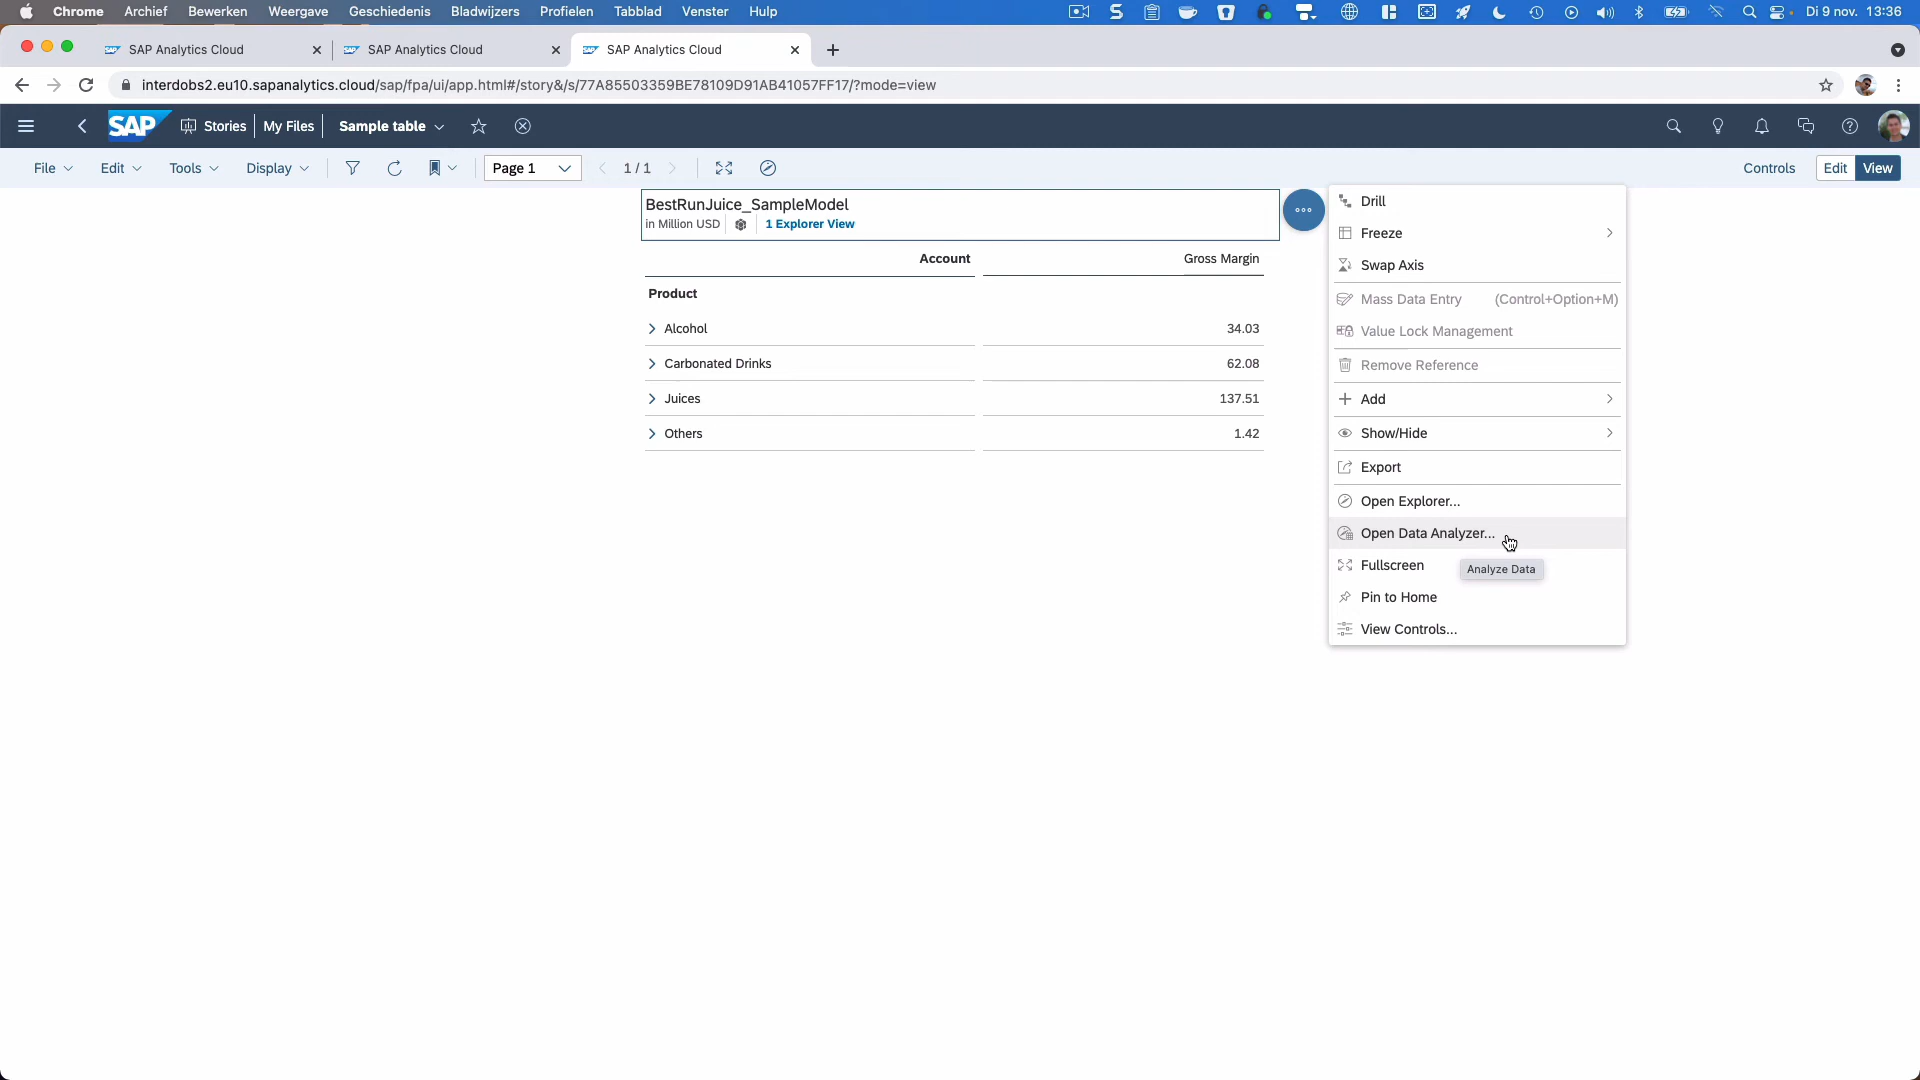 Chrome Archief Bewerken Weergave Geschiedenis Bladwijzers Profielen Tabblad Venster Hulp Di 9 nov. 13:36
SAP Analytics Cloud SAP Analytics Cloud SAP Analytics Cloud
interdobs2.eu10.sapanalytics.cloud/sap/fpa/ui/app.html#/story&/s/77A85503359BE78109D91AB41057FF17/?mode=view
SAP Stories My Files Sample table
File Edit Tools Display Page 1 1 / 1 Controls Edit View
BestRunJuice_SampleModel
in Million USD 1 Explorer View
Account Gross Margin
Product
Alcohol 34.03
Carbonated Drinks 62.08
Juices 137.51
Others 1.42
Drill
Freeze
Swap Axis
Mass Data Entry (Control+Option+M)
Value Lock Management
Remove Reference
Add
Show/Hide
Export
Open Explorer...
Open Data Analyzer...
Fullscreen
Analyze Data
Pin to Home
View Controls...